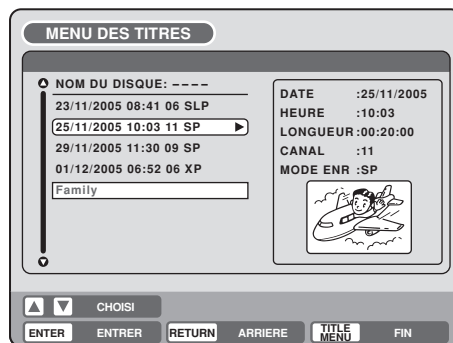 MENU DES TITRES
NOM DU DISQUE: ----
23/11/2005 08:41 06 SLP
25/11/2005 10:03 11 SP
29/11/2005 11:30 09 SP
01/12/2005 06:52 06 XP
Family
DATE :25/11/2005
HEURE :10:03
LONGUEUR :00:20:00
CANAL :11
MODE ENR :SP
CHOISI
ENTER ENTRER RETURN ARRIERE TITLE MENU FIN